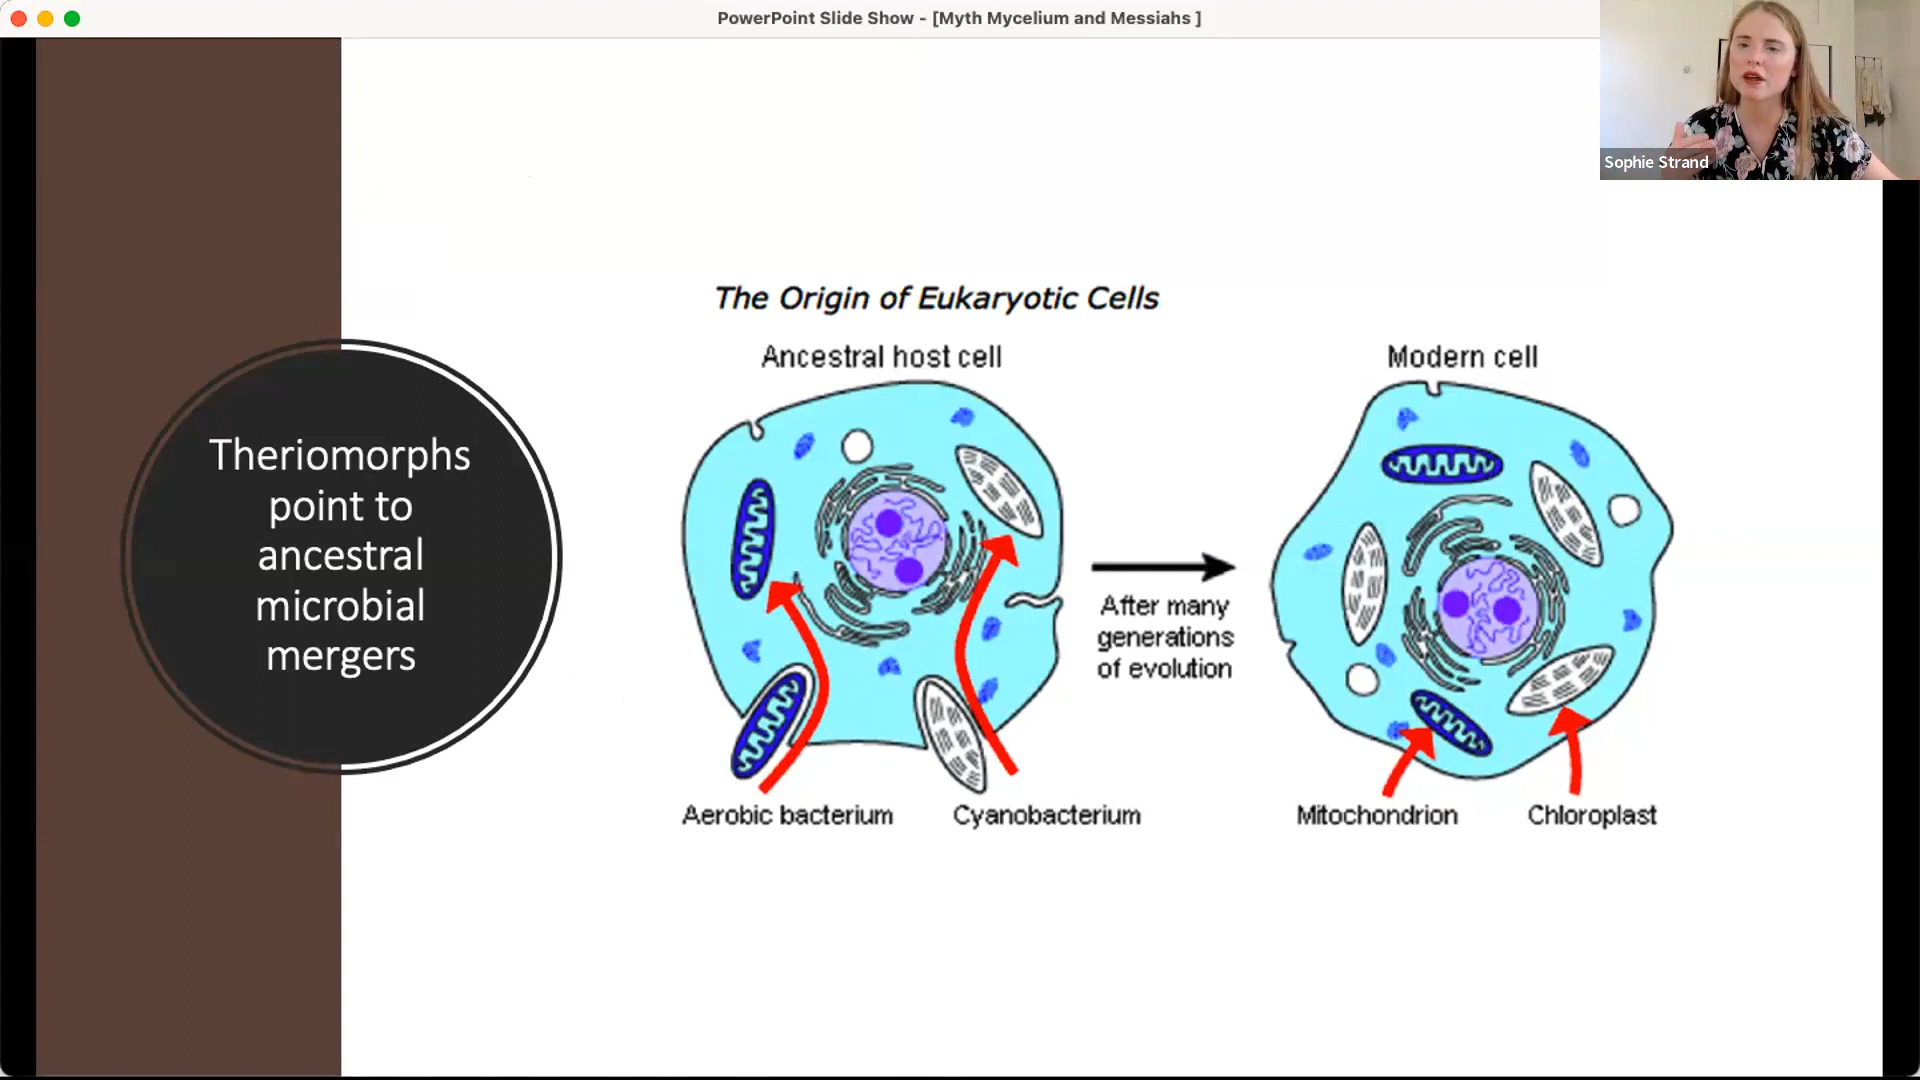 PowerPoint Slide Show - [Myth Mycelium and Messiahs ]
Sophie Strand
Theriomorphs
point to
ancestral
microbial
mergers
The Origin of Eukaryotic Cells
Ancestral host cell
Modern cell
After many
generations
of evolution
Aerobic bacterium
Cyanobacterium
Mitochondrion
Chloroplast